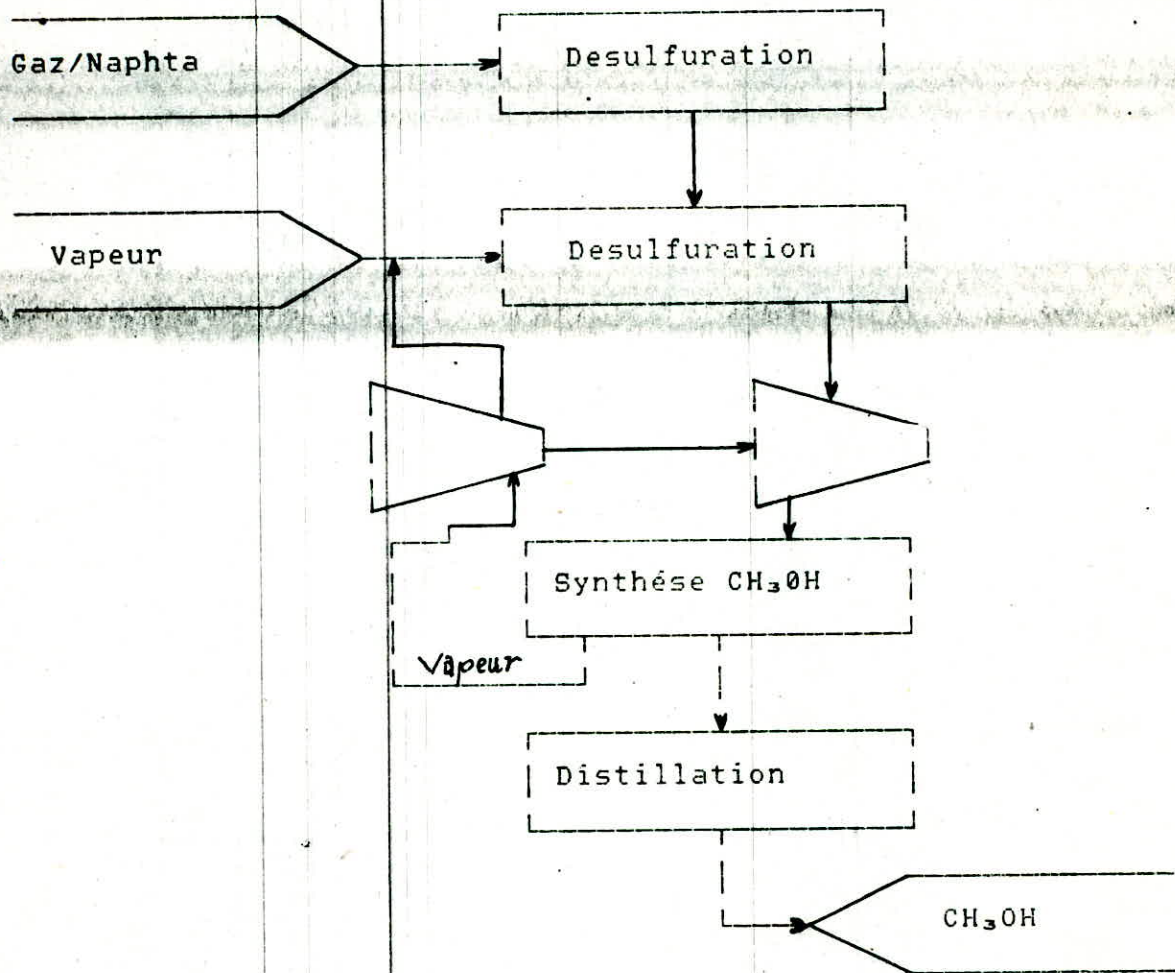 Gaz/Naphta
Desulfuration
Vapeur
Desulfuration
Synthése CH₃0H
Vapeur
Distillation
CH₃OH